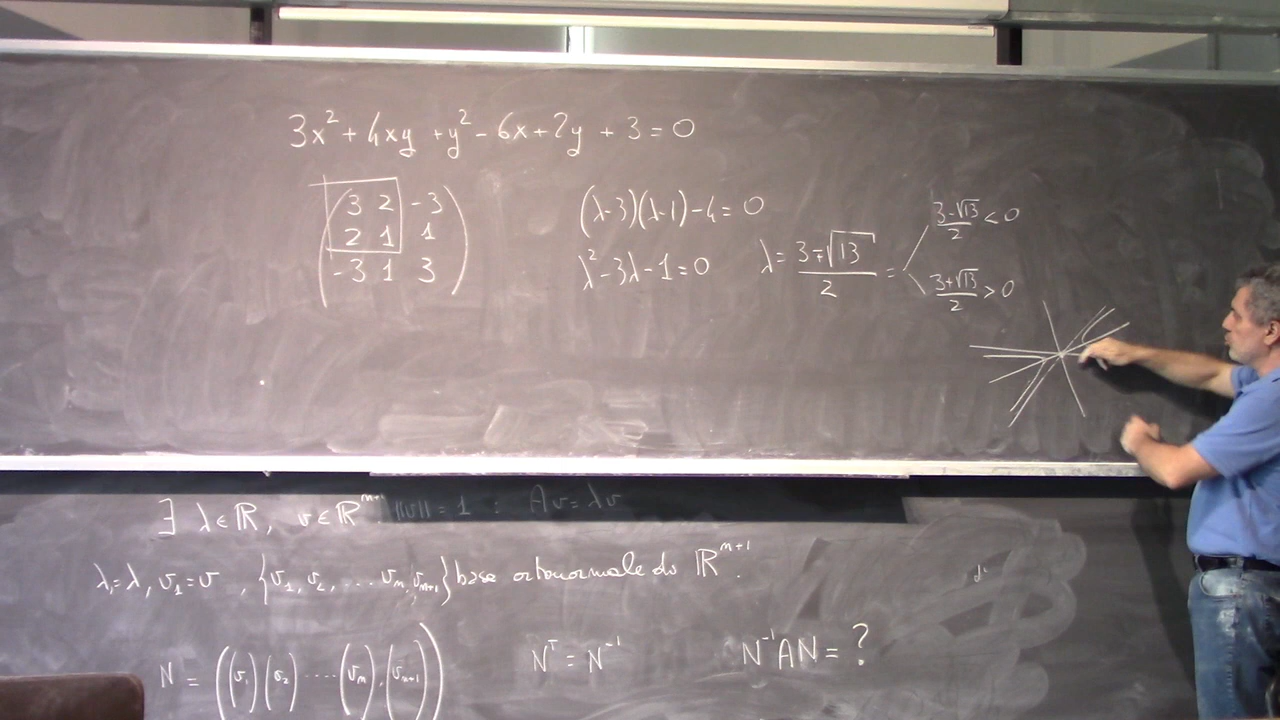 3x² + 4xy + y² - 6x + 2y + 3 = 0
3 2 -3
2 1 1
-3 1 3
(λ-3)(λ-1) - 4 = 0
λ² - 3λ - 1 = 0
λ = (3∓√13)/2 =
(3-√13)/2 < 0
(3+√13)/2 > 0
∃ λ∈ℝ, v∈ℝⁿ⁺¹ ||v|| = 1 : Av = λv
λ₁=λ, v₁=v, {v₁, v₂, .... vₙ, vₙ₊₁} base ortonormale di ℝⁿ⁺¹.
N = ((v₁)(v₂) ····· (vₙ),(vₙ₊₁))
Nᵀ = N⁻¹
N⁻¹AN = ?